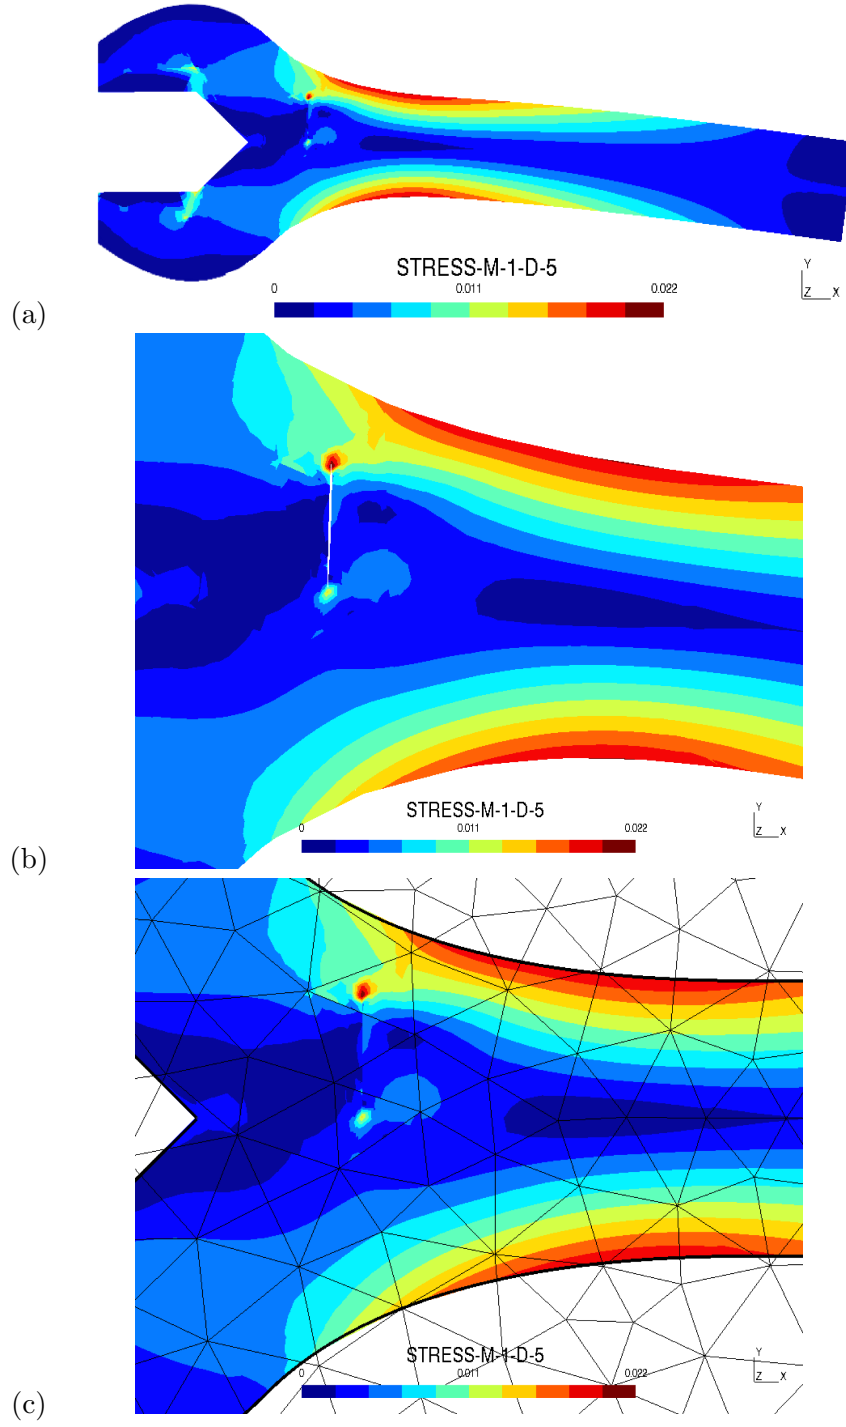 STRESS-M-1-D-5
0 0.011 0.022
Y
Z X
(a)
STRESS-M-1-D-5
0 0.011 0.022
Y
Z X
(b)
STRESS-M-1-D-5
0 0.011 0.022
Y
Z X
(c)